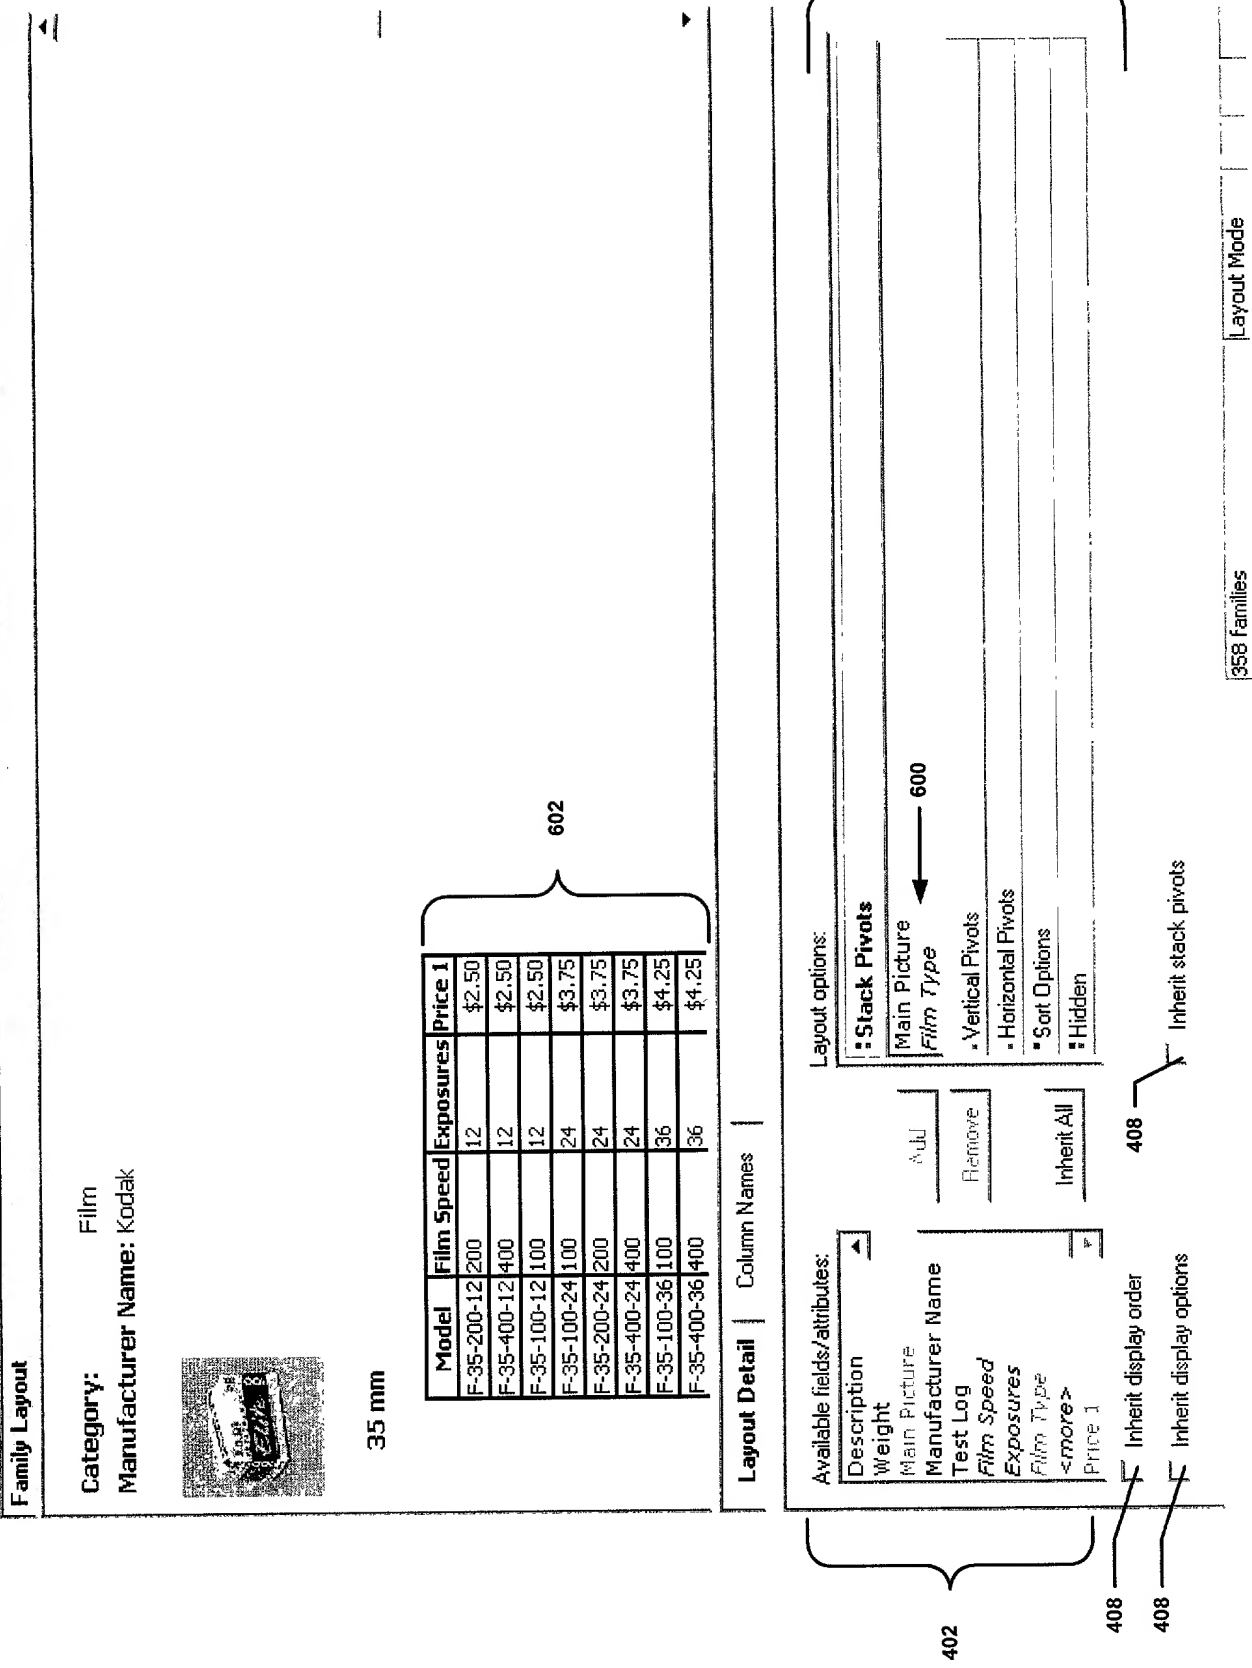 Family Layout
Category: Film
Manufacturer Name: Kodak
35 mm
Model Film Speed Exposures Price 1
F-35-200-12 200 12 $2.50
F-35-400-12 400 12 $2.50
F-35-100-12 100 12 $2.50
F-35-100-24 100 24 $3.75
F-35-200-24 200 24 $3.75
F-35-400-24 400 24 $3.75
F-35-100-36 100 36 $4.25
F-35-400-36 400 36 $4.25
602
Layout Detail Column Names
Available fields/attributes:
Description
Weight
Main Picture
Manufacturer Name
Test Log
Film Speed
Exposures
Film Type
<more>
Price 1
402
Add
Remove
Inherit All
Layout options:
Stack Pivots
Main Picture
Film Type
600
Vertical Pivots
Horizontal Pivots
Sort Options
Hidden
408 Inherit display order
408 Inherit display options
408 Inherit stack pivots
358 families Layout Mode